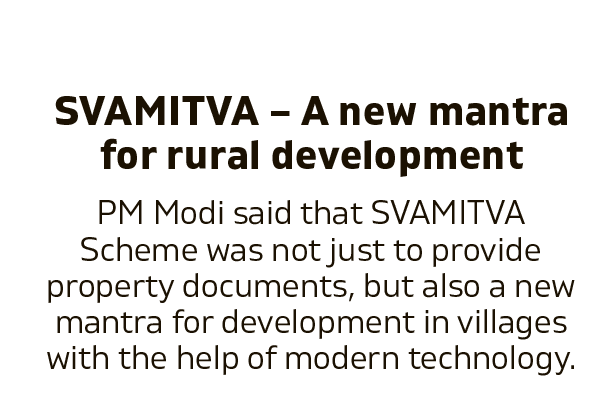 SVAMITVA – A new mantra
for rural development
PM Modi said that SVAMITVA
Scheme was not just to provide
property documents, but also a new
mantra for development in villages
with the help of modern technology.